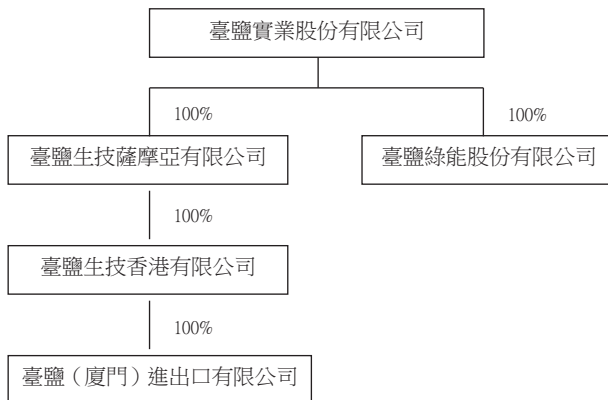 臺鹽實業股份有限公司
100%
100%
臺鹽生技薩摩亞有限公司
臺鹽綠能股份有限公司
100%
臺鹽生技香港有限公司
100%
臺鹽（廈門）進出口有限公司